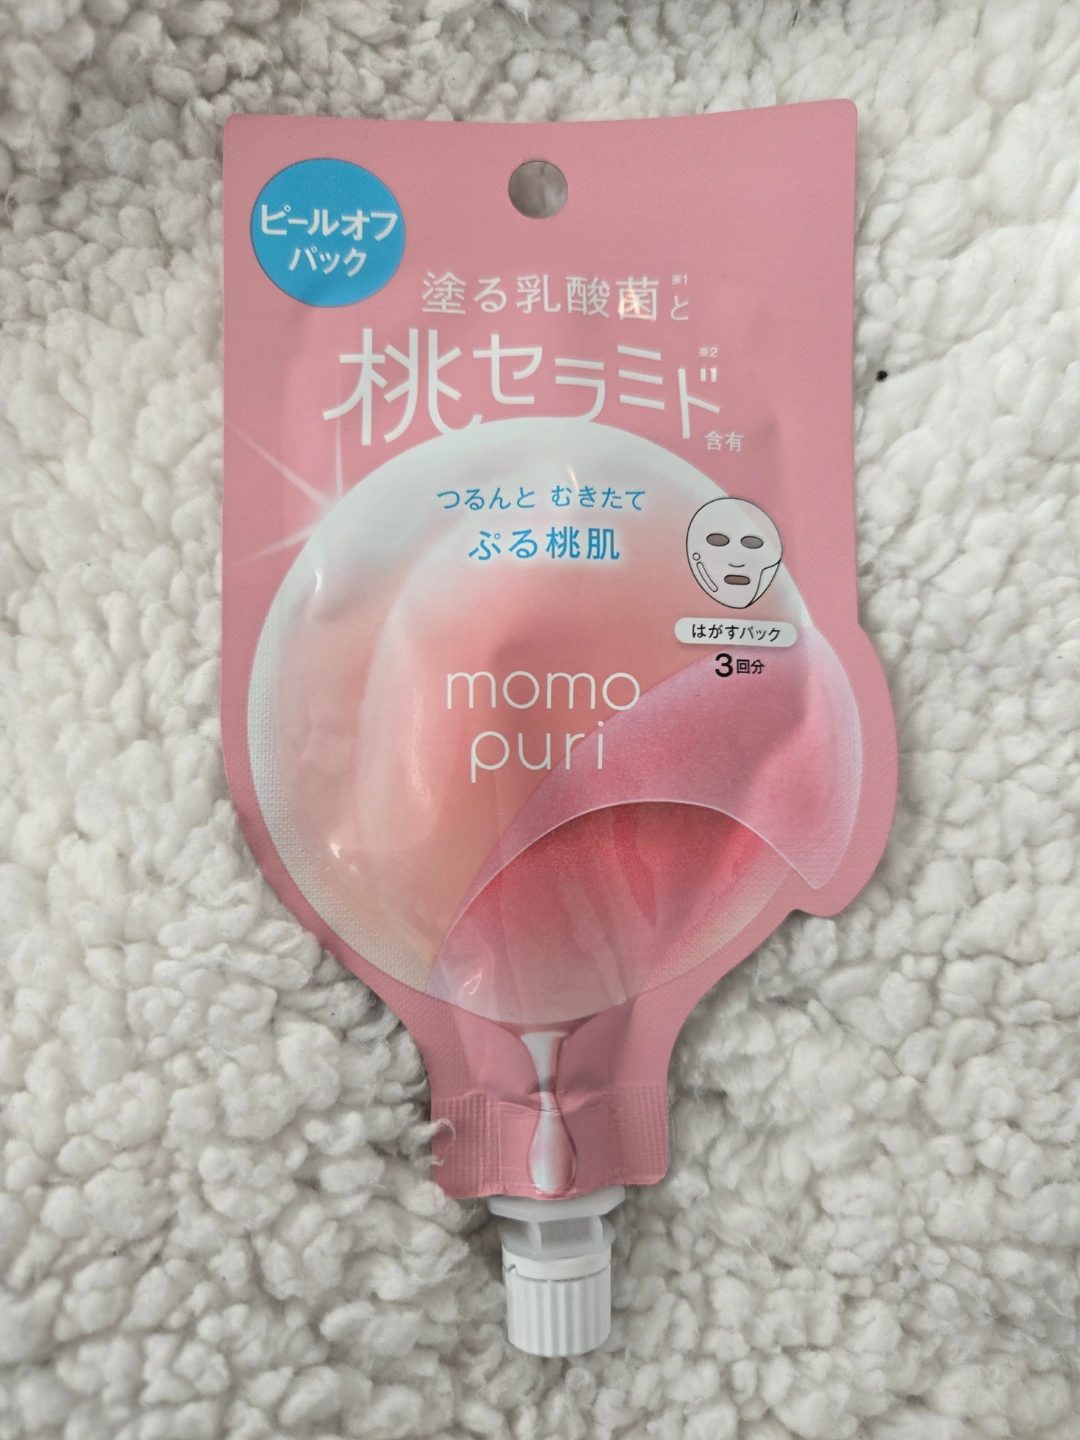 ピールオフ
パック
塗る乳酸菌※1と
桃セラミド※2
含有
つるんと むきたて
ぷる桃肌
はがすパック
3回分
momo
puri